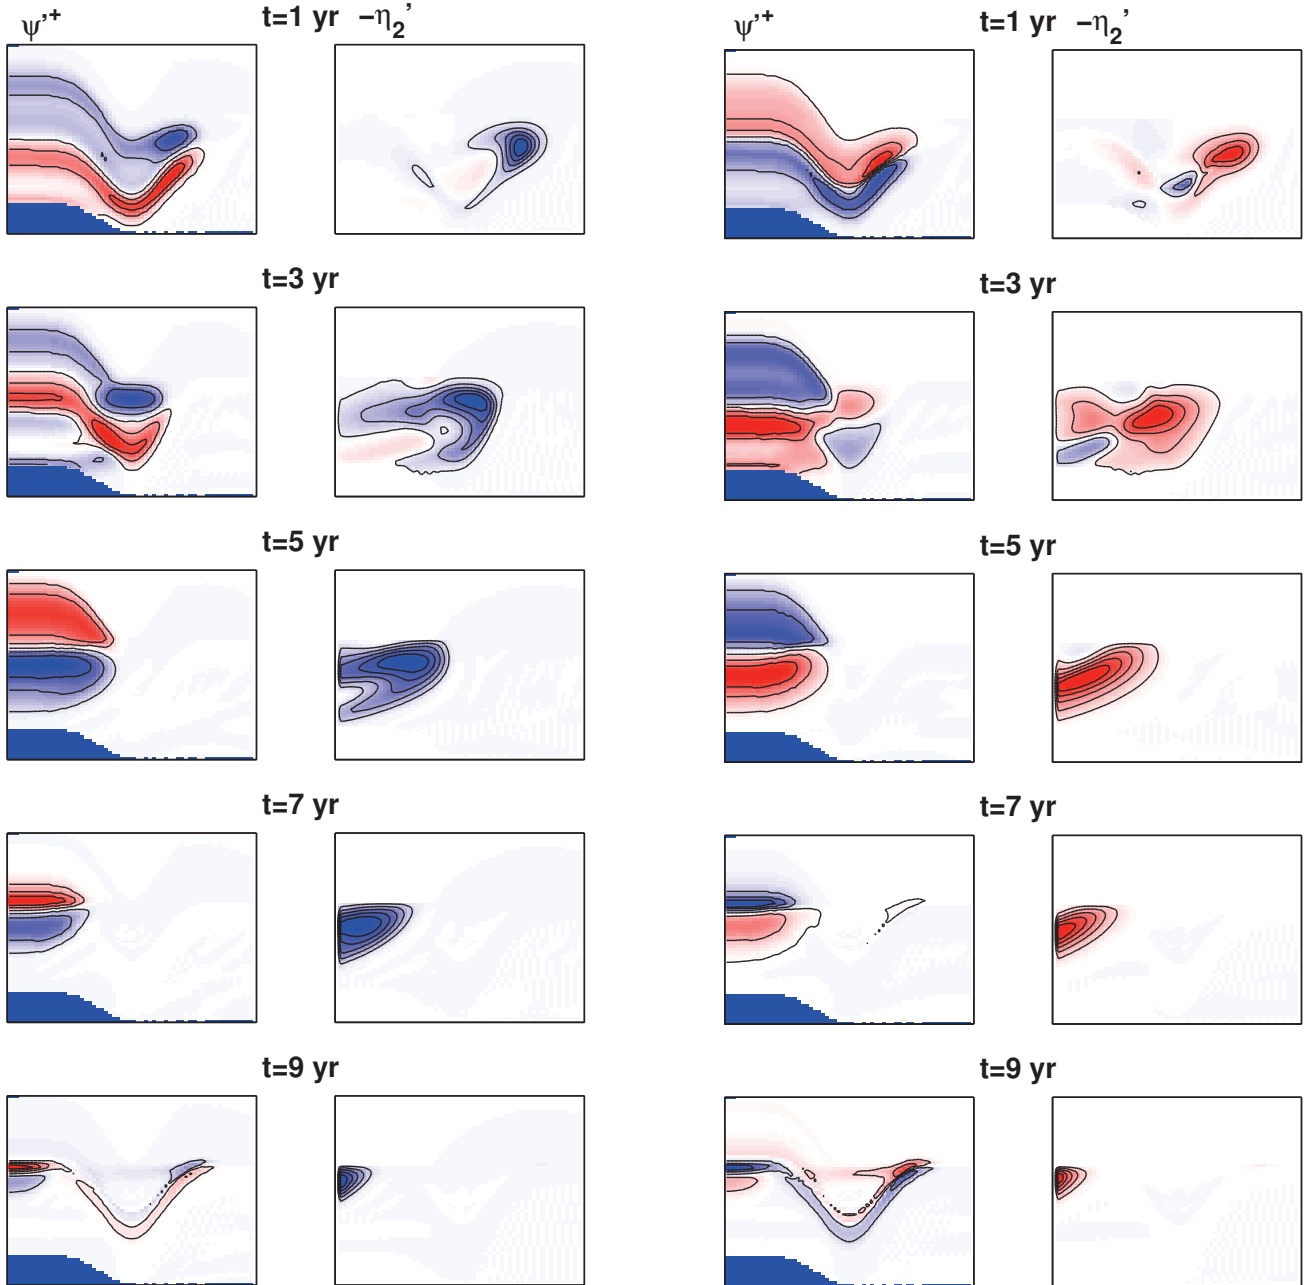 ψ'⁺ t=1 yr −η₂' ψ'⁺ t=1 yr −η₂'
t=3 yr t=3 yr
t=5 yr t=5 yr
t=7 yr t=7 yr
t=9 yr t=9 yr